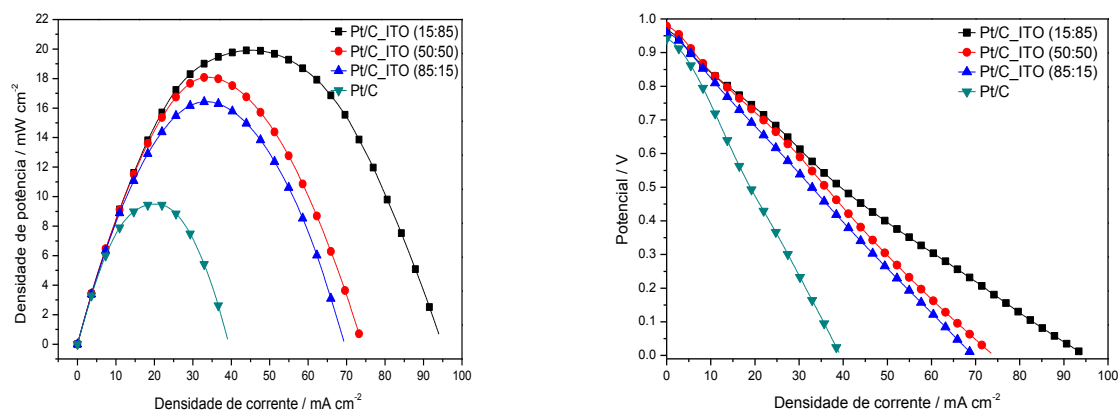 Densidade de potência / mW cm-2
22
20
18
16
14
12
10
8
6
4
2
0
Pt/C_ITO (15:85)
Pt/C_ITO (50:50)
Pt/C_ITO (85:15)
Pt/C
0 10 20 30 40 50 60 70 80 90 100
Densidade de corrente / mA cm-2
Potencial / V
1.0
0.9
0.8
0.7
0.6
0.5
0.4
0.3
0.2
0.1
0.0
Pt/C_ITO (15:85)
Pt/C_ITO (50:50)
Pt/C_ITO (85:15)
Pt/C
0 10 20 30 40 50 60 70 80 90 100
Densidade de corrente / mA cm-2